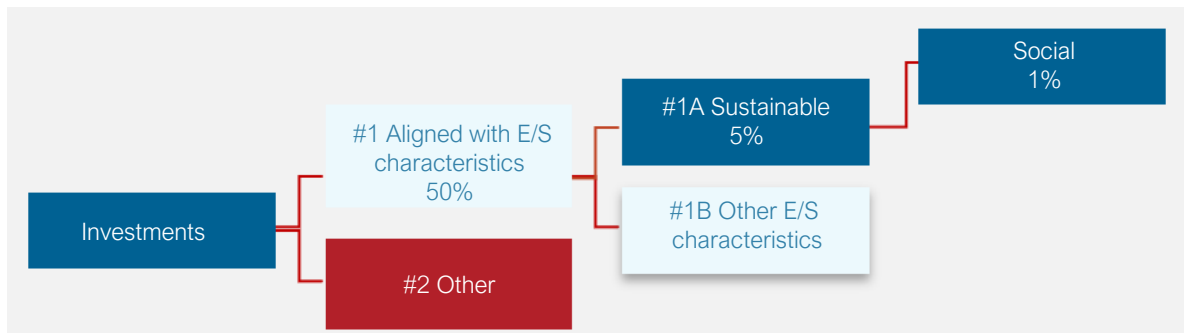 Investments
#1 Aligned with E/S
characteristics
50%
#2 Other
#1A Sustainable
5%
#1B Other E/S
characteristics
Social
1%